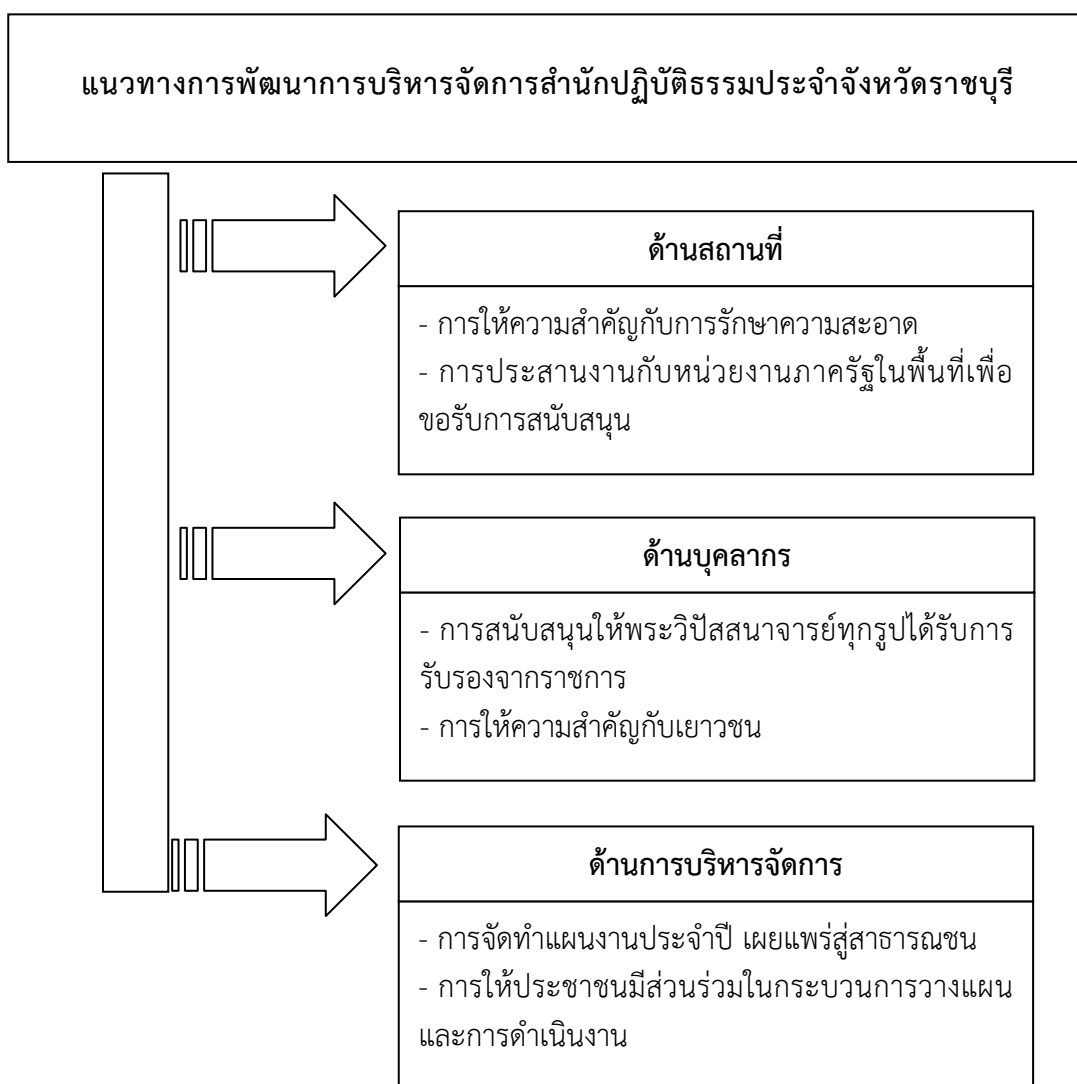 แนวทางการพัฒนาการบริหารจัดการสำนักปฏิบัติธรรมประจำจังหวัดราชบุรี
ด้านสถานที่
- การให้ความสำคัญกับการรักษาความสะอาด
- การประสานงานกับหน่วยงานภาครัฐในพื้นที่เพื่อ
ขอรับการสนับสนุน
ด้านบุคลากร
- การสนับสนุนให้พระวิปัสสนาจารย์ทุกรูปได้รับการ
รับรองจากราชการ
- การให้ความสำคัญกับเยาวชน
ด้านการบริหารจัดการ
- การจัดทำแผนงานประจำปี เผยแพร่สู่สาธารณชน
- การให้ประชาชนมีส่วนร่วมในกระบวนการวางแผน
และการดำเนินงาน